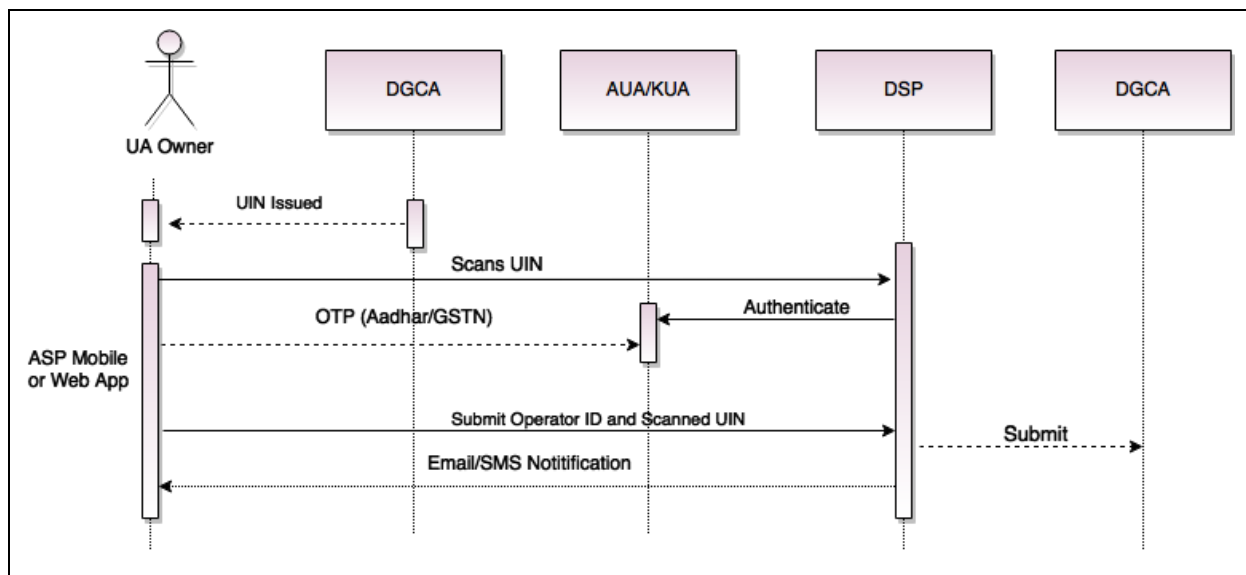 DGCA
AUA/KUA
DSP
DGCA
UA Owner
UIN Issued
Scans UIN
Authenticate
OTP (Aadhar/GSTN)
ASP Mobile
or Web App
Submit Operator ID and Scanned UIN
Submit
Email/SMS Notitification